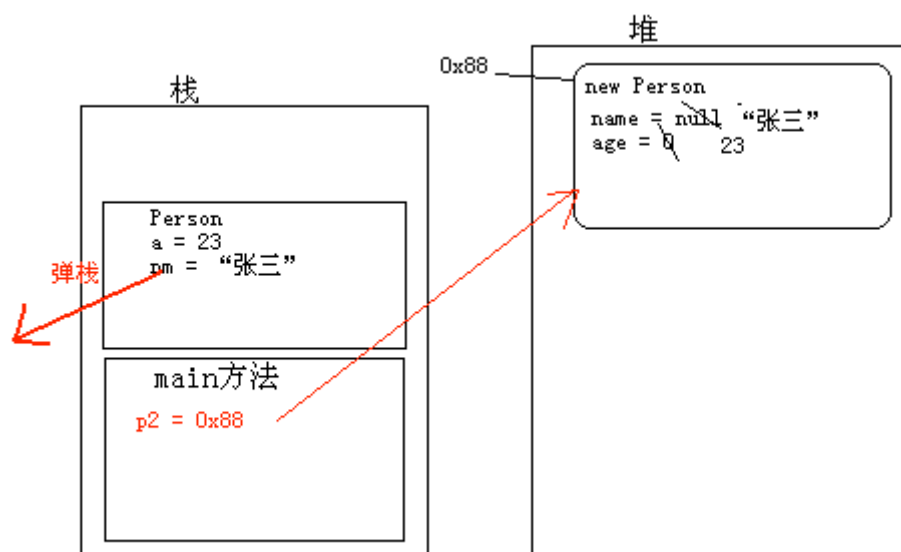 栈
Person
a = 23
nm = “张三”
弹栈
main方法
p2 = 0x88
堆
0x88
new Person
name = null “张三”
age = 0 23